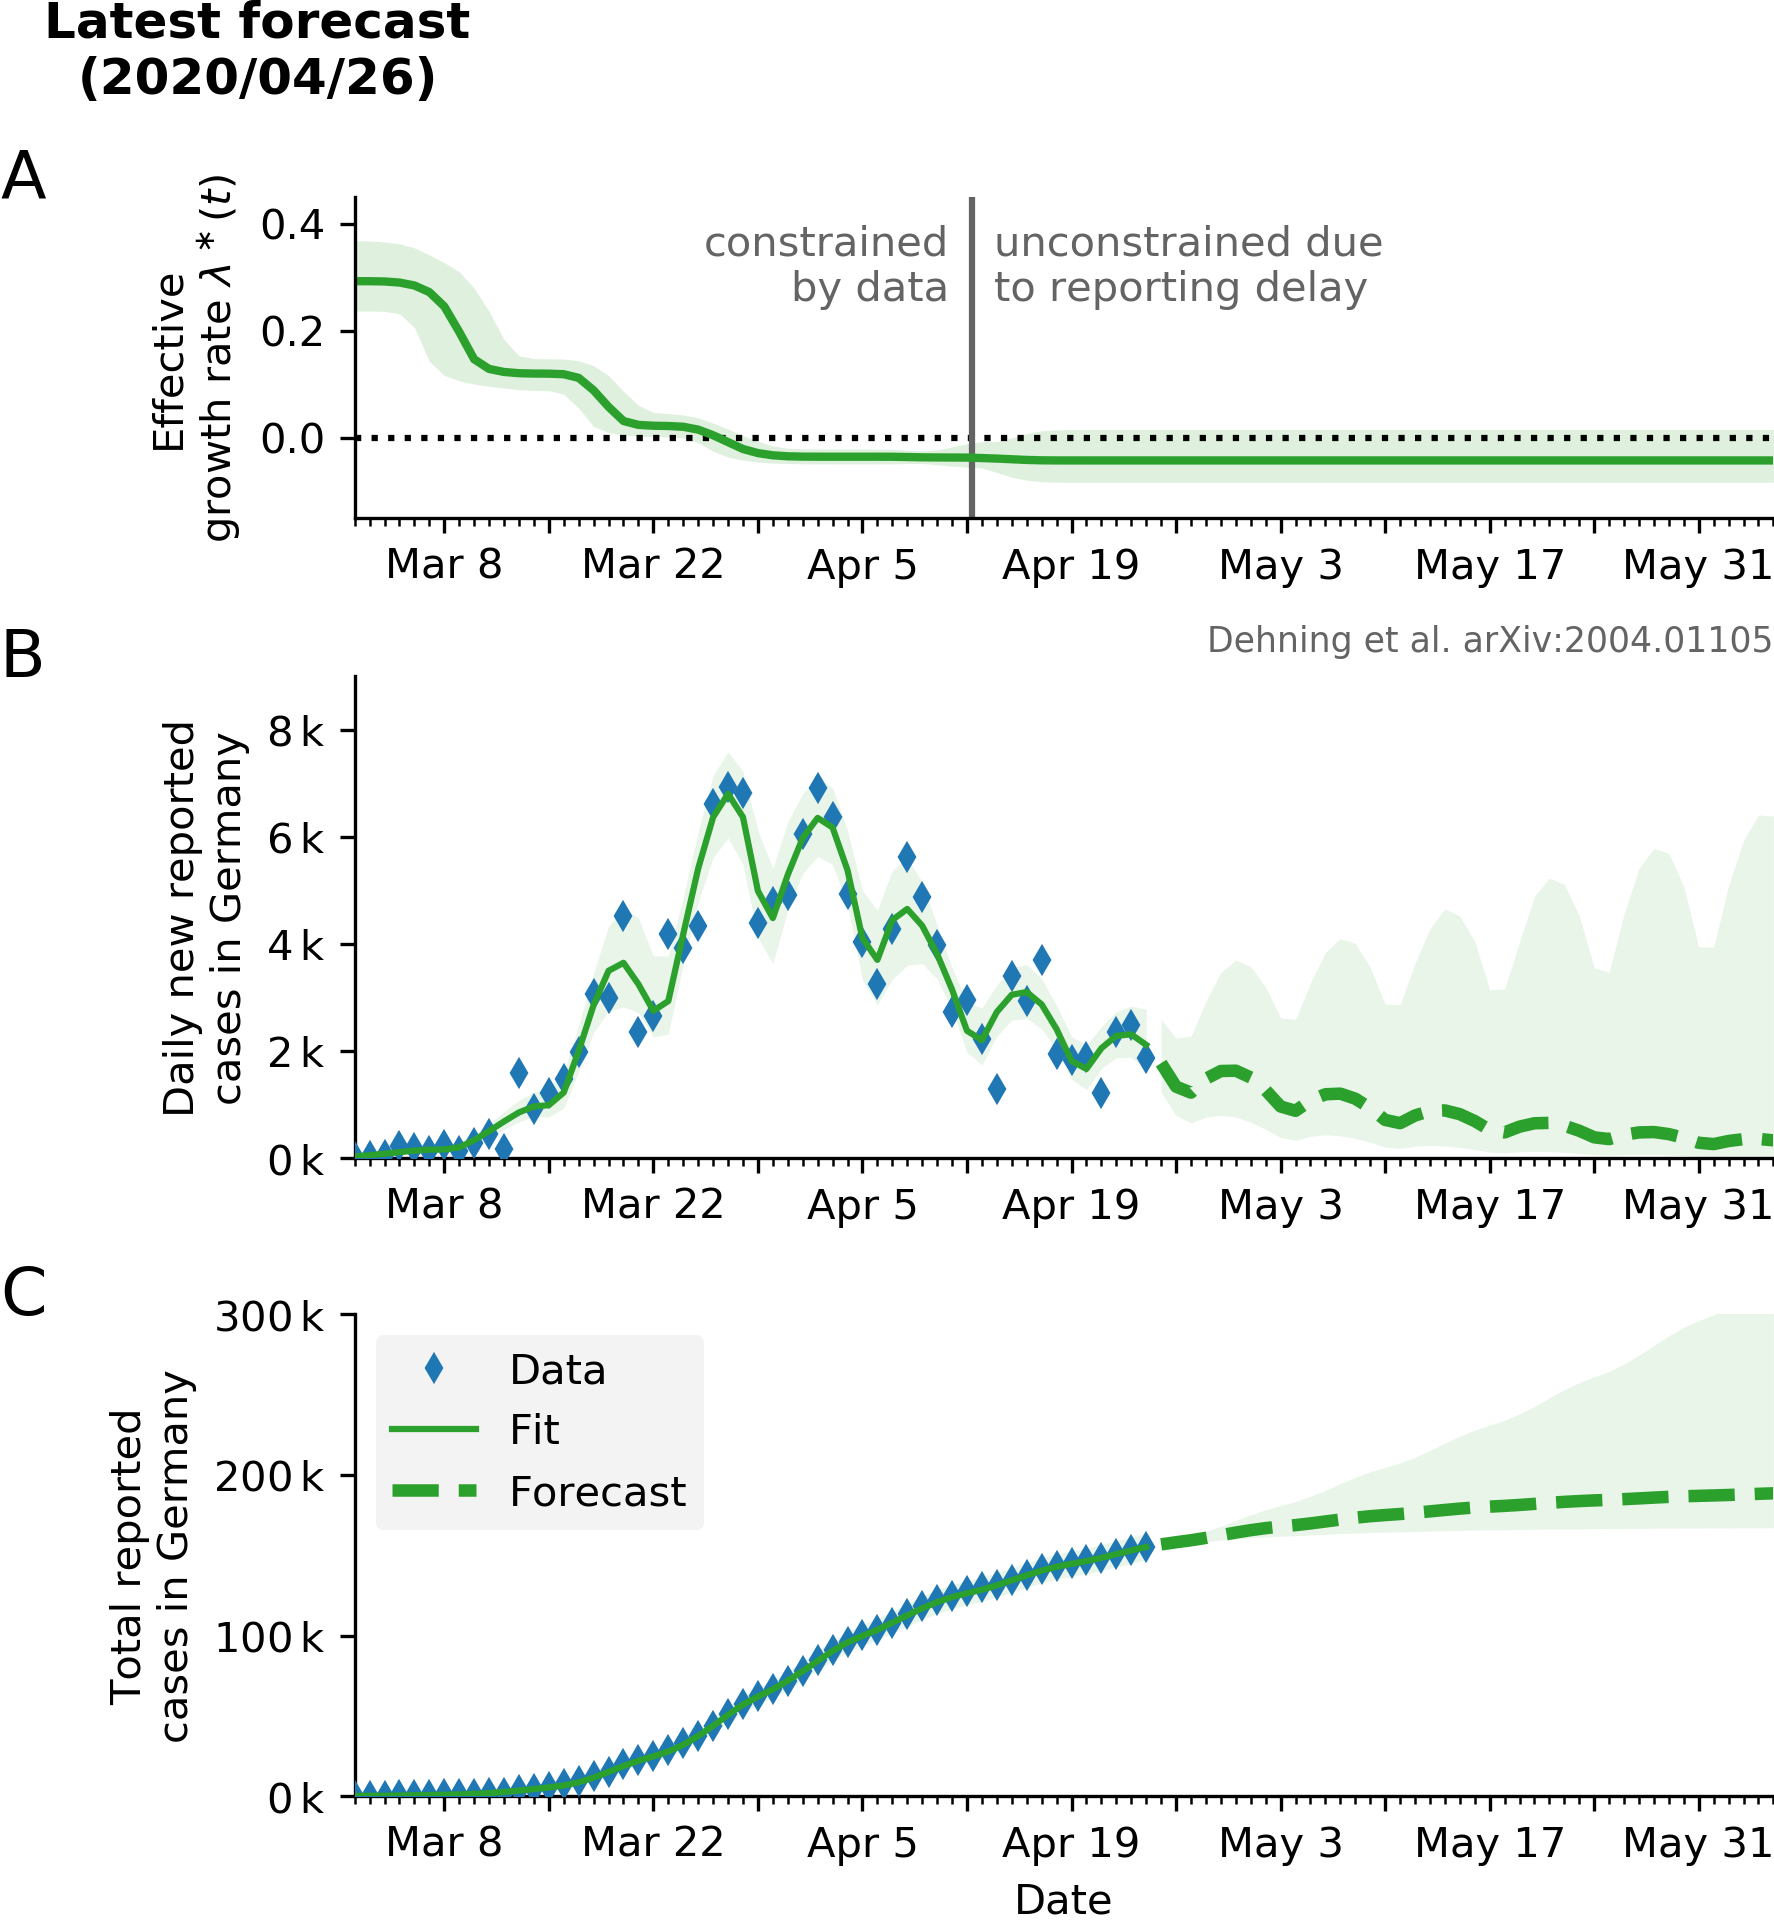 Latest forecast
(2020/04/26)
A
Effective
growth rate λ * (t)
0.4
0.2
0.0
constrained
by data
unconstrained due
to reporting delay
Mar 8 Mar 22 Apr 5 Apr 19 May 3 May 17 May 31
B
Dehning et al. arXiv:2004.01105
Daily new reported
cases in Germany
8 k
6 k
4 k
2 k
0 k
Mar 8 Mar 22 Apr 5 Apr 19 May 3 May 17 May 31
C
Total reported
cases in Germany
300 k
200 k
100 k
0 k
Data
Fit
Forecast
Mar 8 Mar 22 Apr 5 Apr 19 May 3 May 17 May 31
Date